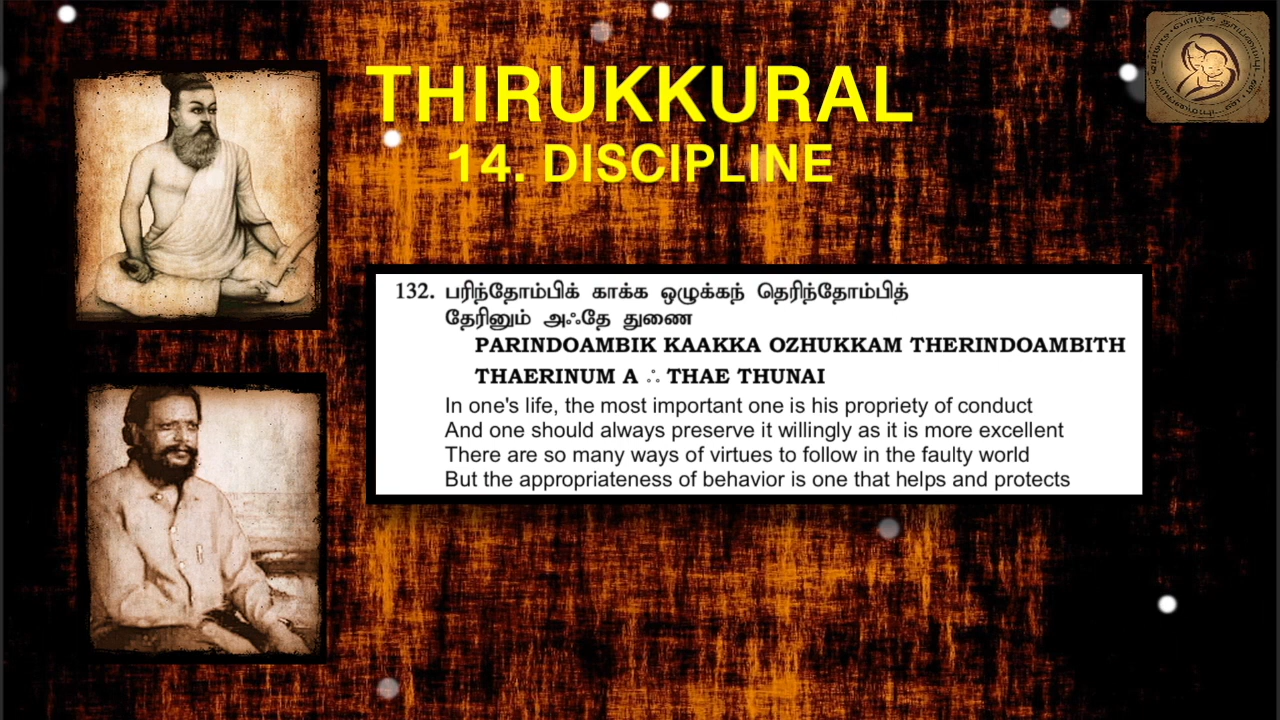 THIRUKKURAL
14. DISCIPLINE
132. பரிந்தோம்பிக் காக்க ஒழுக்கந் தெரிந்தோம்பித்
தேரினும் அஃதே துணை
PARINDOAMBIK KAAKKA OZHUKKAM THERINDOAMBITH
THAERINUM A ஃ THAE THUNAI
In one's life, the most important one is his propriety of conduct
And one should always preserve it willingly as it is more excellent
There are so many ways of virtues to follow in the faulty world
But the appropriateness of behavior is one that helps and protects